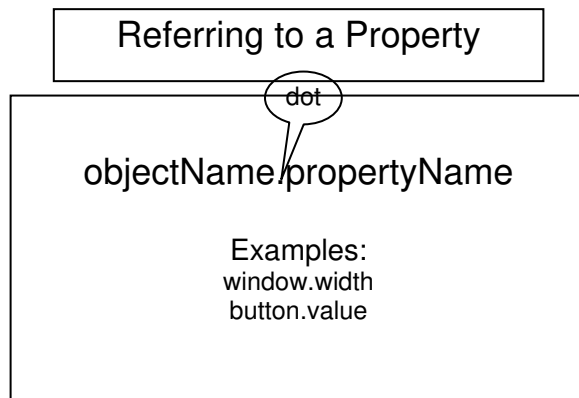 Referring to a Property
dot
objectName.propertyName
Examples:
window.width
button.value